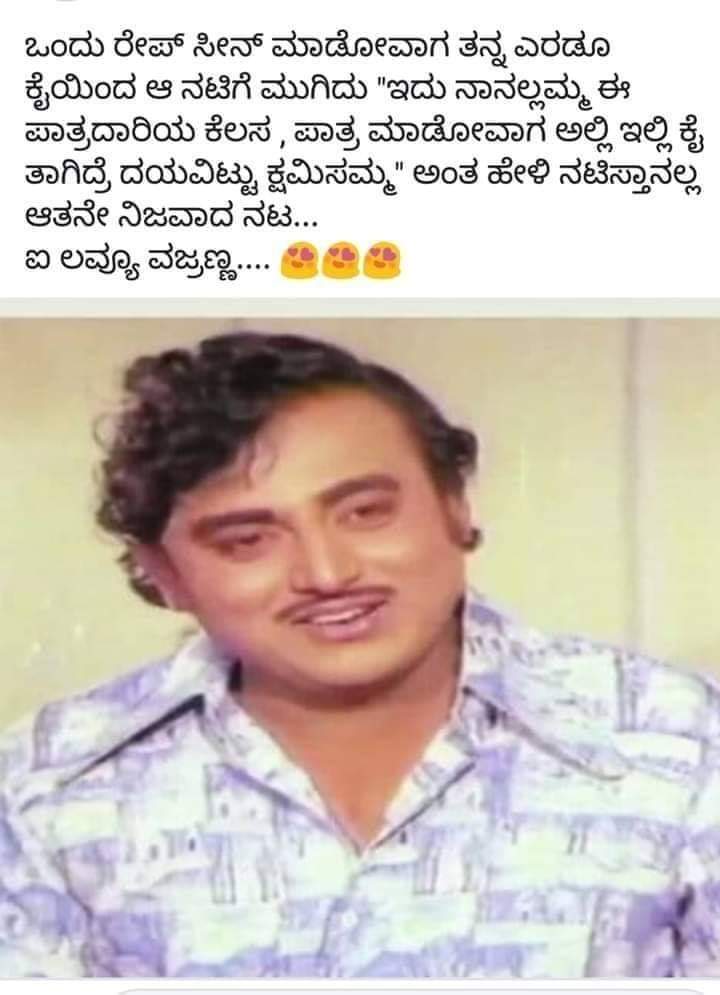 ಒಂದು ರೇಪ್ ಸೀನ್ ಮಾಡೋವಾಗ ತನ್ನ ಎರಡೂ
ಕೈಯಿಂದ ಆ ನಟಿಗೆ ಮುಗಿದು "ಇದು ನಾನಲ್ಲಮ್ಮ ಈ
ಪಾತ್ರದಾರಿಯ ಕೆಲಸ , ಪಾತ್ರ ಮಾಡೋವಾಗ ಅಲ್ಲಿ ಇಲ್ಲಿ ಕೈ
ತಾಗಿದ್ರೆ ದಯವಿಟ್ಟು ಕ್ಷಮಿಸಮ್ಮ" ಅಂತ ಹೇಳಿ ನಟಿಸ್ತಾನಲ್ಲ
ಆತನೇ ನಿಜವಾದ ನಟ...
ಐ ಲವ್ಯೂ ವಜ್ರಣ್ಣ.... 😍😍😍